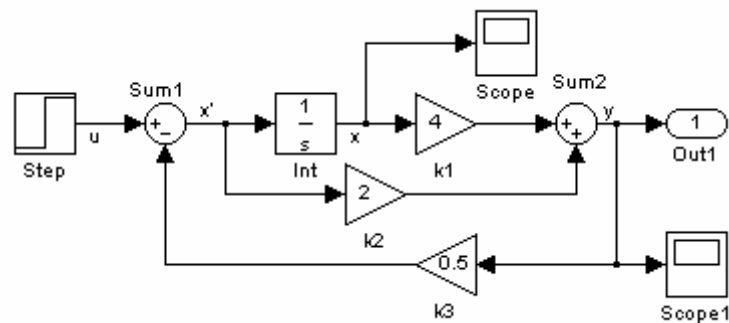 Sum1
Scope
Sum2
Step
u
+
−
x'
1
s
Int
x
4
k1
+
+
y
1
Out1
2
k2
0.5
k3
Scope1